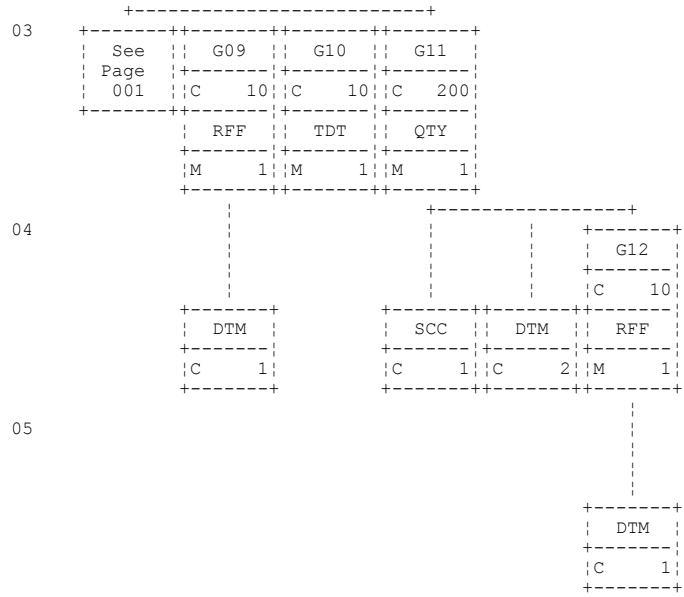 03
See G09 G10 G11
Page
001 C 10 C 10 C 200
RFF TDT QTY
M 1 M 1 M 1
04
G12
C 10
DTM SCC DTM RFF
C 1 C 1 C 2 M 1
05
DTM
C 1